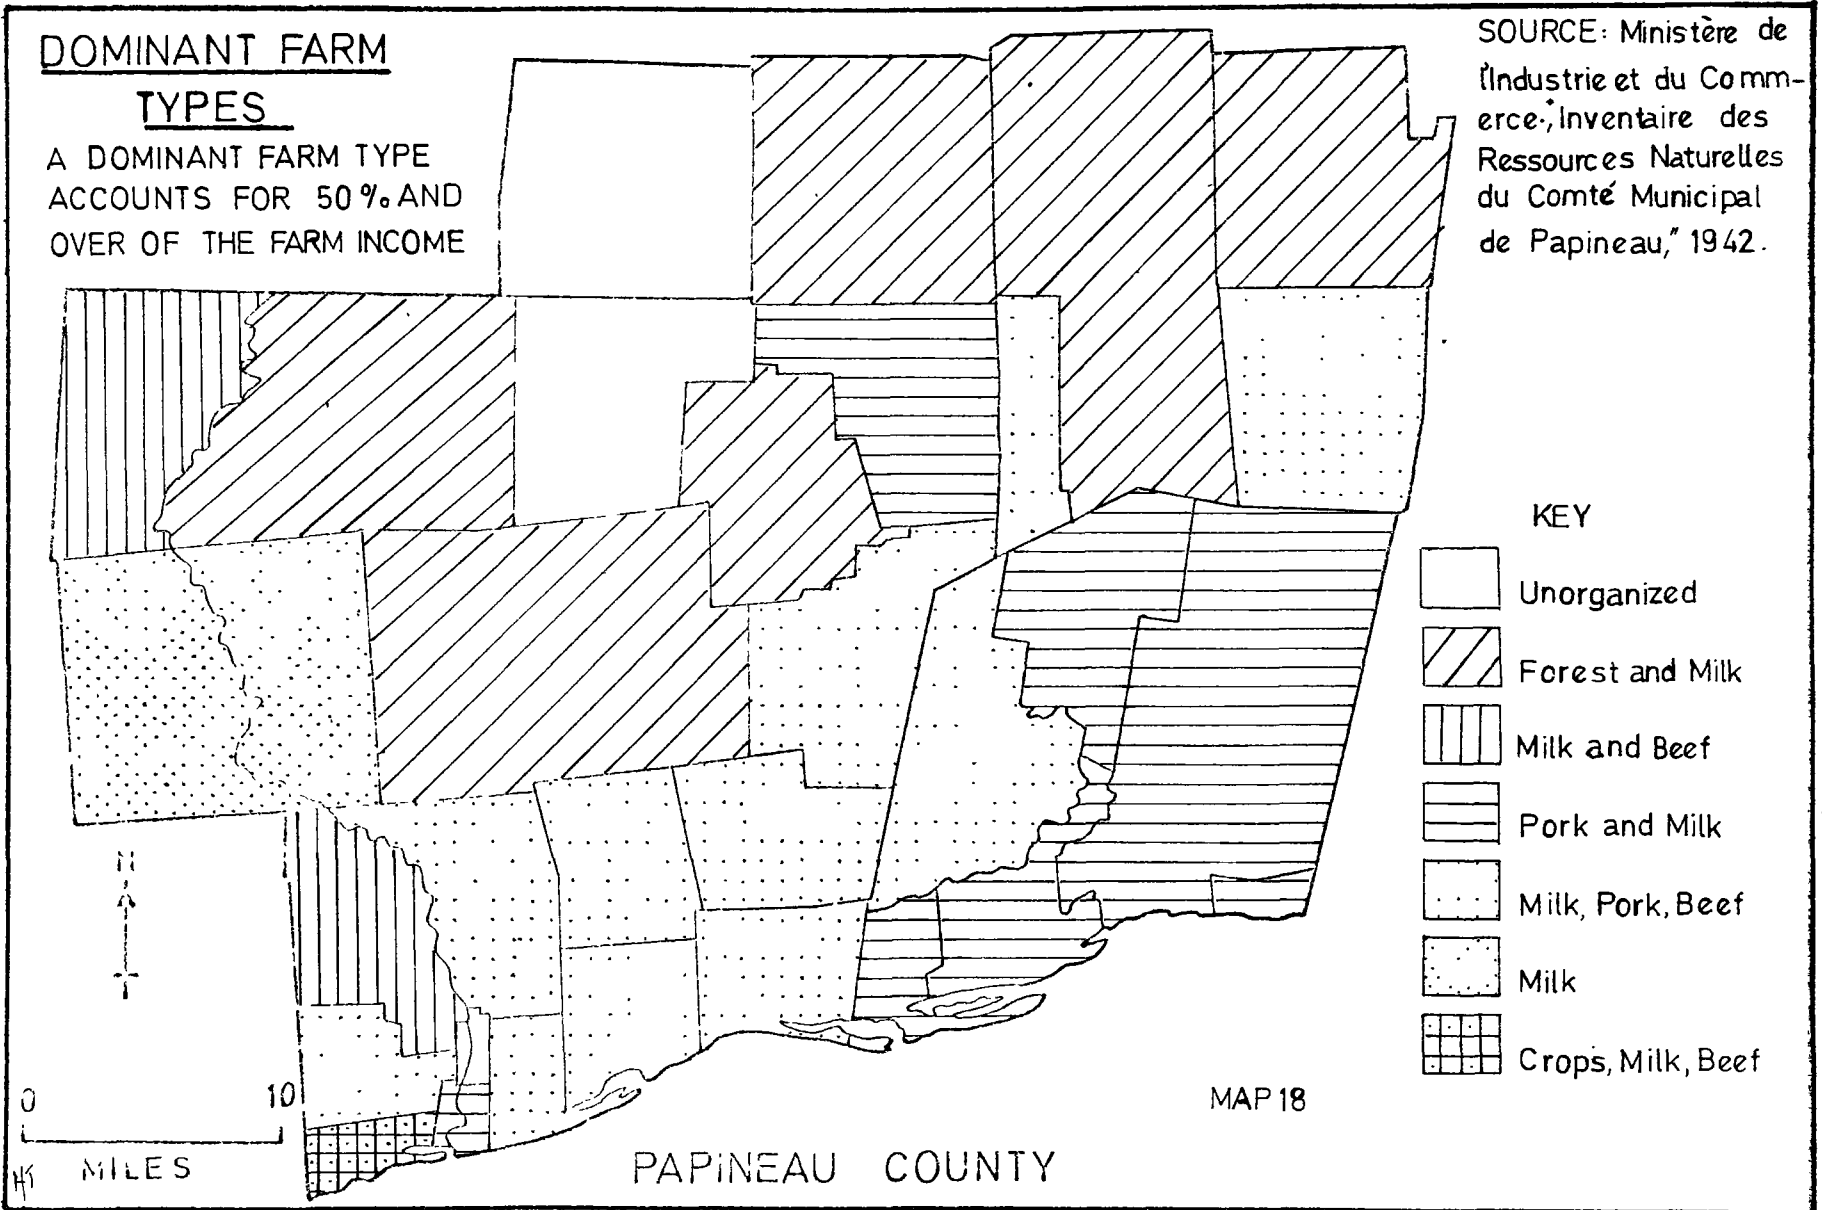 DOMINANT FARM
TYPES
A DOMINANT FARM TYPE
ACCOUNTS FOR 50% AND
OVER OF THE FARM INCOME
SOURCE: Ministère de
l'Industrie et du Comm-
erce., Inventaire des
Ressources Naturelles
du Comté Municipal
de Papineau," 1942.
KEY
Unorganized
Forest and Milk
Milk and Beef
Pork and Milk
Milk, Pork, Beef
Milk
Crops, Milk, Beef
N
0 10
MILES
MAP 18
PAPINEAU COUNTY